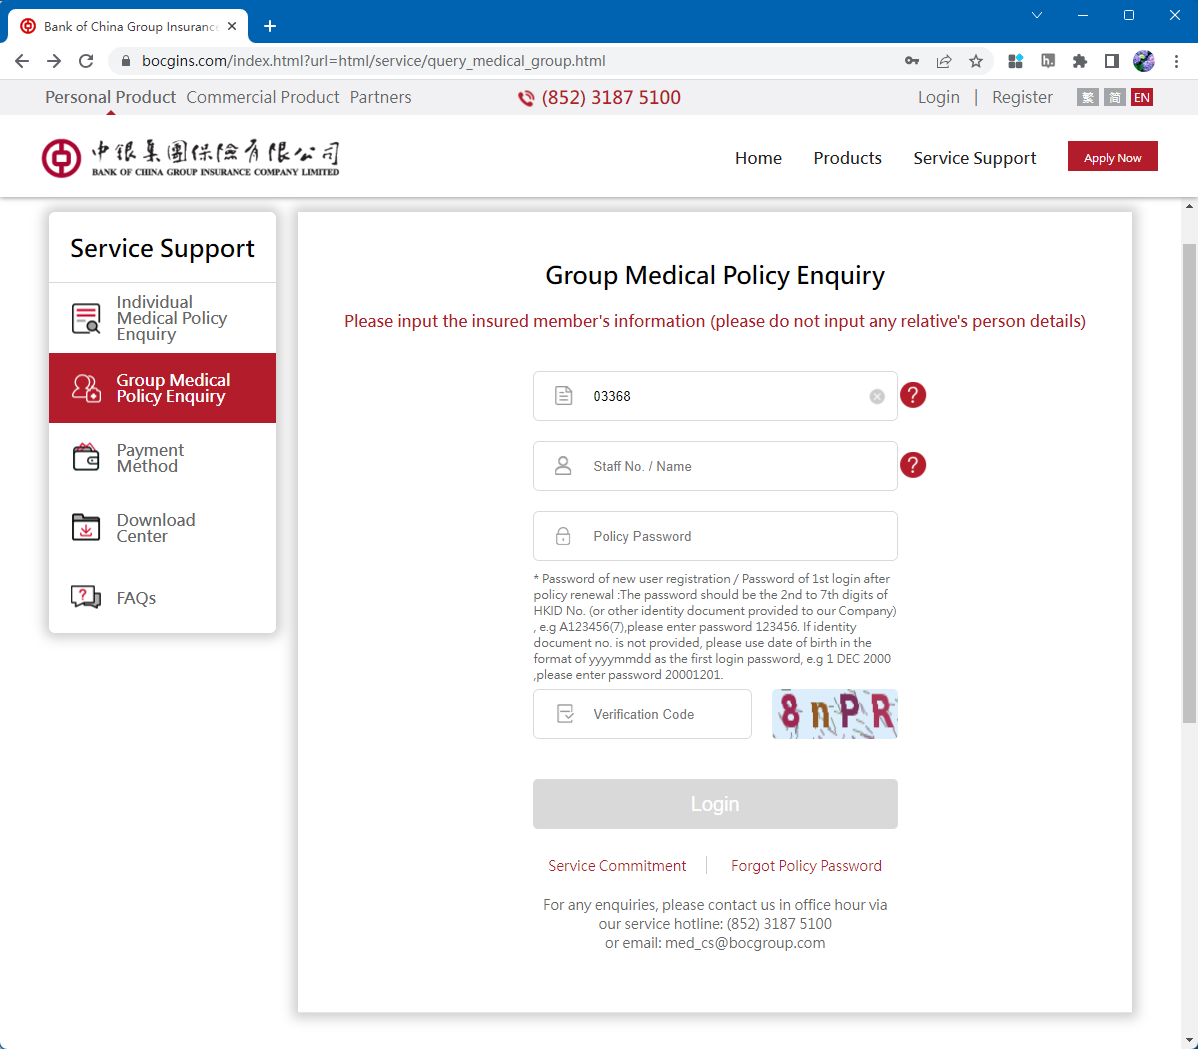 Bank of China Group Insurance
bocgins.com/index.html?url=html/service/query_medical_group.html
Personal Product Commercial Product Partners
(852) 3187 5100
Login | Register
繁 简 EN
中銀集團保險有限公司
BANK OF CHINA GROUP INSURANCE COMPANY LIMITED
Home Products Service Support Apply Now
Service Support
Individual
Medical Policy
Enquiry
Group Medical
Policy Enquiry
Payment
Method
Download
Center
FAQs
Group Medical Policy Enquiry
Please input the insured member's information (please do not input any relative's person details)
03368
?
Staff No. / Name
?
Policy Password
* Password of new user registration / Password of 1st login after
policy renewal :The password should be the 2nd to 7th digits of
HKID No. (or other identity document provided to our Company)
, e.g A123456(7),please enter password 123456. If identity
document no. is not provided, please use date of birth in the
format of yyyymmdd as the first login password, e.g 1 DEC 2000
,please enter password 20001201.
Verification Code
8nPR
Login
Service Commitment
Forgot Policy Password
For any enquiries, please contact us in office hour via
our service hotline: (852) 3187 5100
or email: med_cs@bocgroup.com